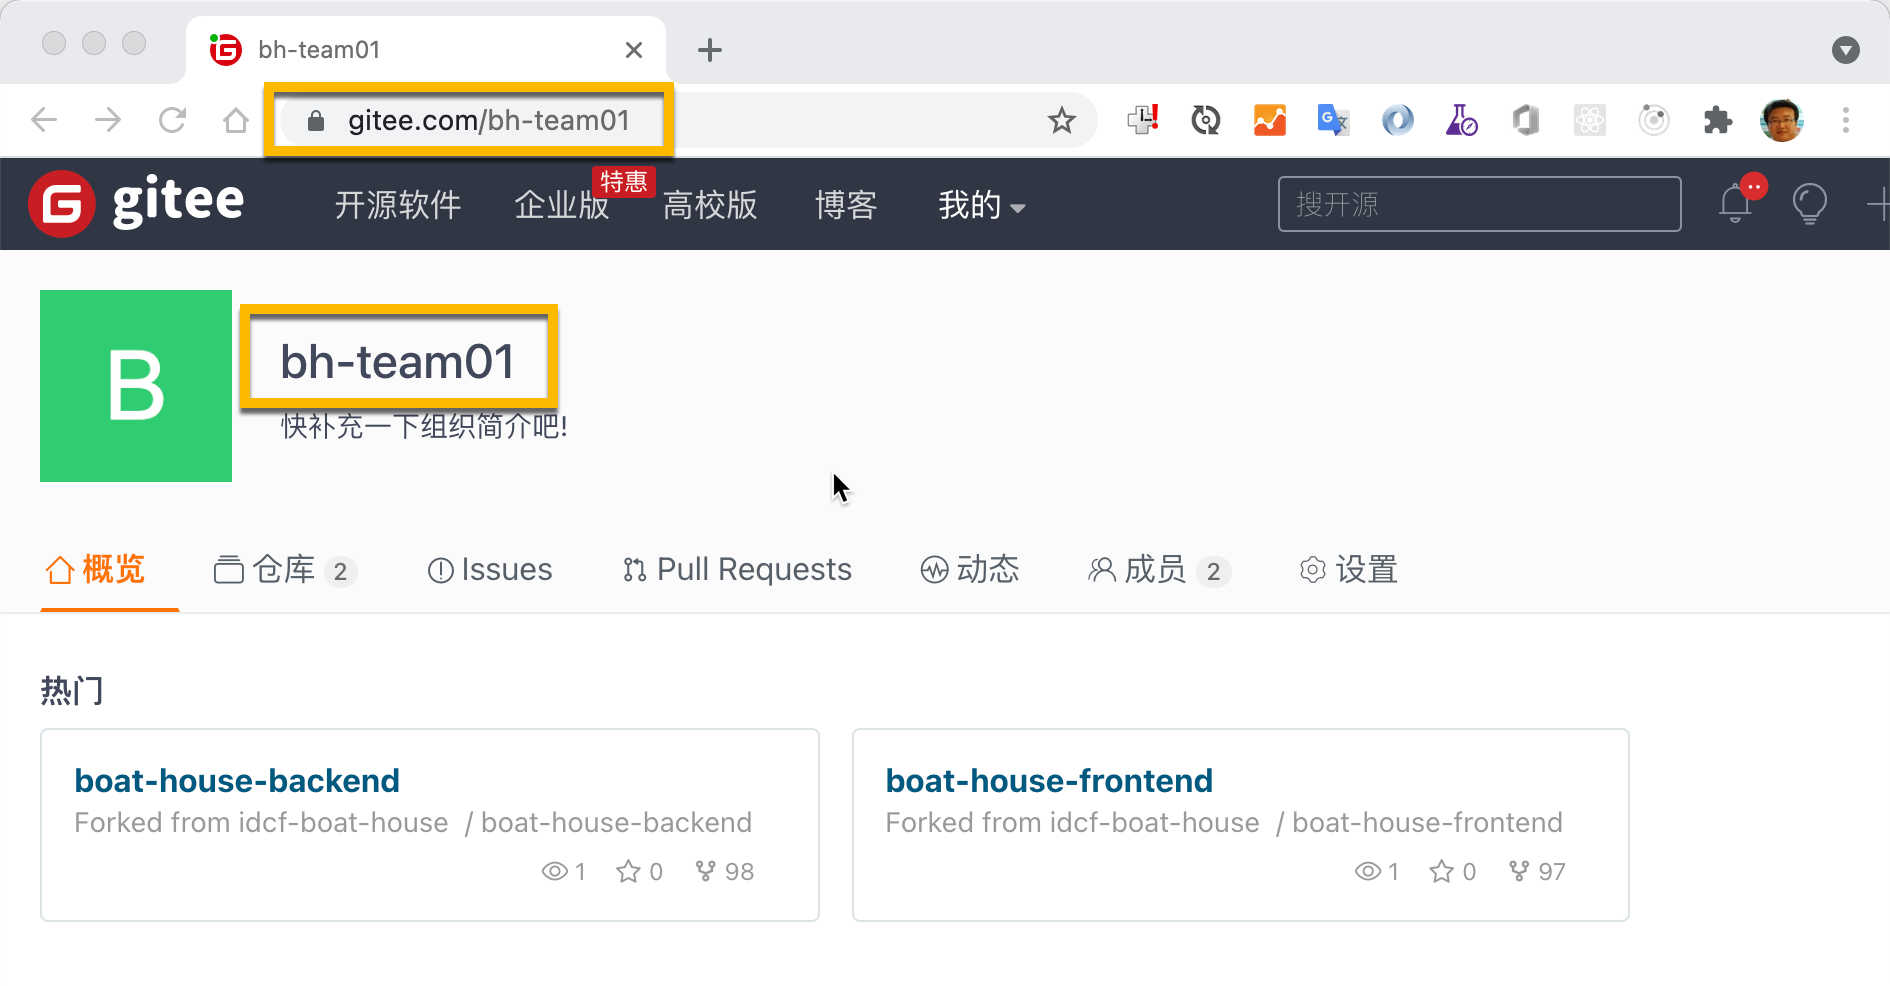 bh-team01
gitee.com/bh-team01
gitee
开源软件
企业版
特惠
高校版
博客
我的
搜开源
B
bh-team01
快补充一下组织简介吧!
概览
仓库 2
Issues
Pull Requests
动态
成员 2
设置
热门
boat-house-backend
Forked from idcf-boat-house / boat-house-backend
1 0 98
boat-house-frontend
Forked from idcf-boat-house / boat-house-frontend
1 0 97